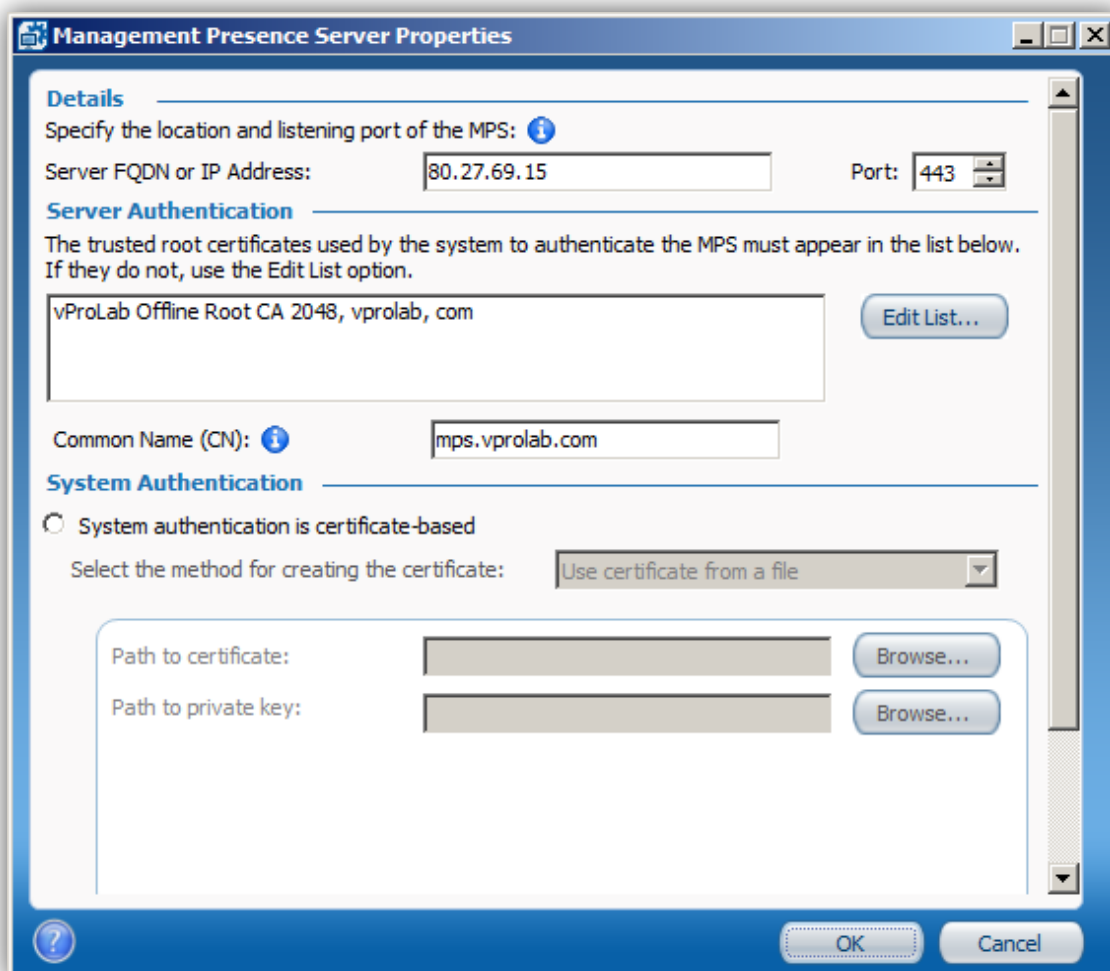 Management Presence Server Properties
Details
Specify the location and listening port of the MPS:
Server FQDN or IP Address: 80.27.69.15 Port: 443
Server Authentication
The trusted root certificates used by the system to authenticate the MPS must appear in the list below.
If they do not, use the Edit List option.
vProLab Offline Root CA 2048, vprolab, com
Edit List...
Common Name (CN): mps.vprolab.com
System Authentication
System authentication is certificate-based
Select the method for creating the certificate: Use certificate from a file
Path to certificate: Browse...
Path to private key: Browse...
? OK Cancel